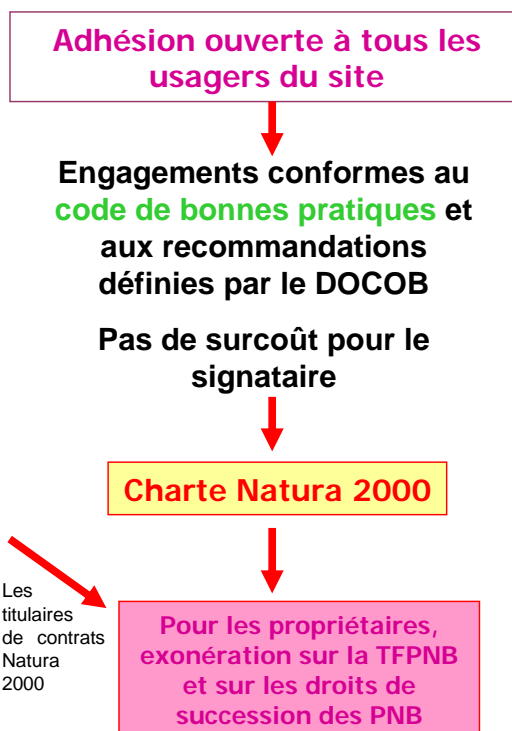 Adhésion ouverte à tous les
usagers du site
Engagements conformes au
code de bonnes pratiques et
aux recommandations
définies par le DOCOB
Pas de surcoût pour le
signataire
Charte Natura 2000
Les
titulaires
de contrats
Natura
2000
Pour les propriétaires,
exonération sur la TFPNB
et sur les droits de
succession des PNB